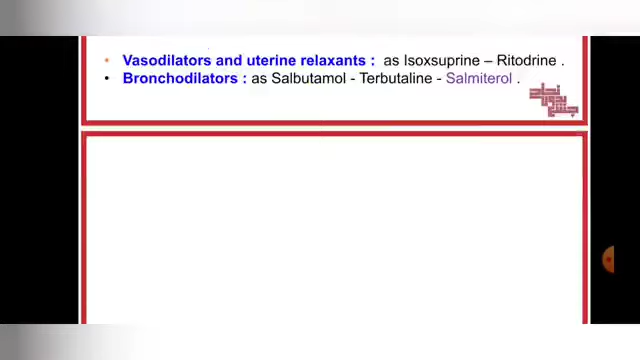 • Vasodilators and uterine relaxants : as Isoxsuprine – Ritodrine .
• Bronchodilators : as Salbutamol - Terbutaline - Salmiterol .